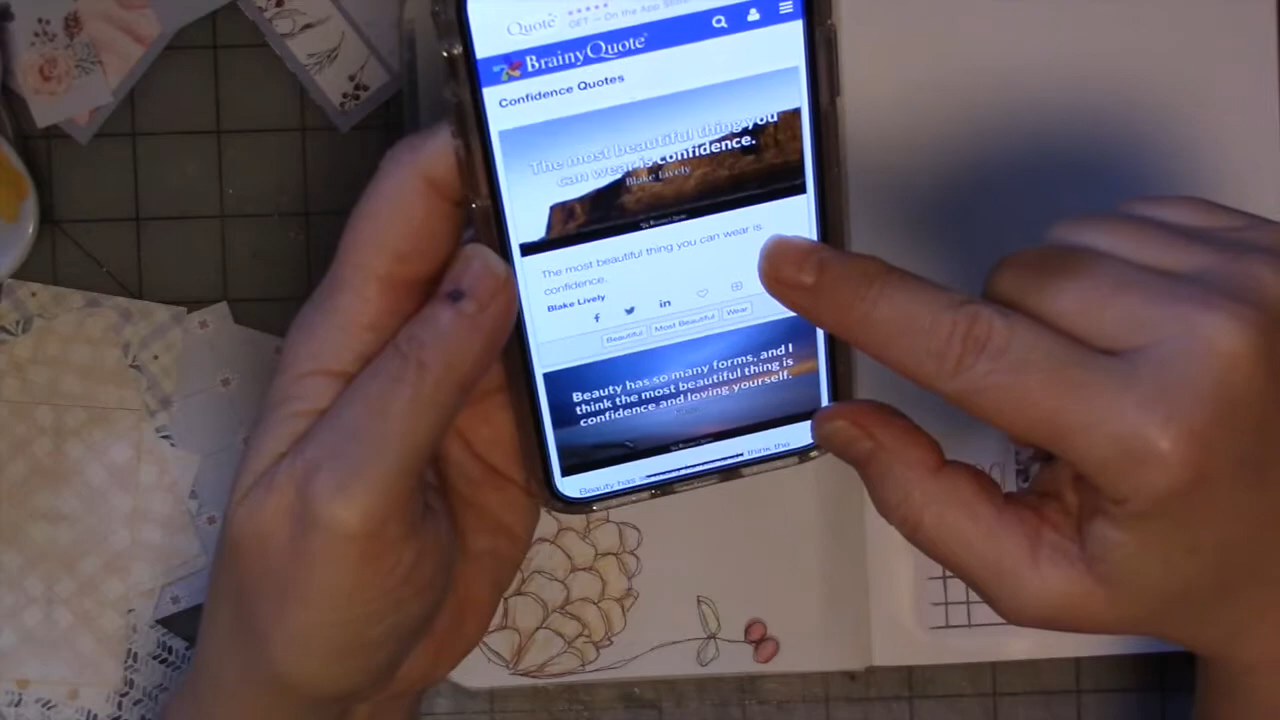 Quote
GET — On the App Store
BrainyQuote
Confidence Quotes
The most beautiful thing you
can wear is confidence.
Blake Lively
BrainyQuote
The most beautiful thing you can wear is
confidence.
Blake Lively
Beautiful Most Beautiful Wear
Beauty has so many forms, and I
think the most beautiful thing is
confidence and loving yourself.
BrainyQuote